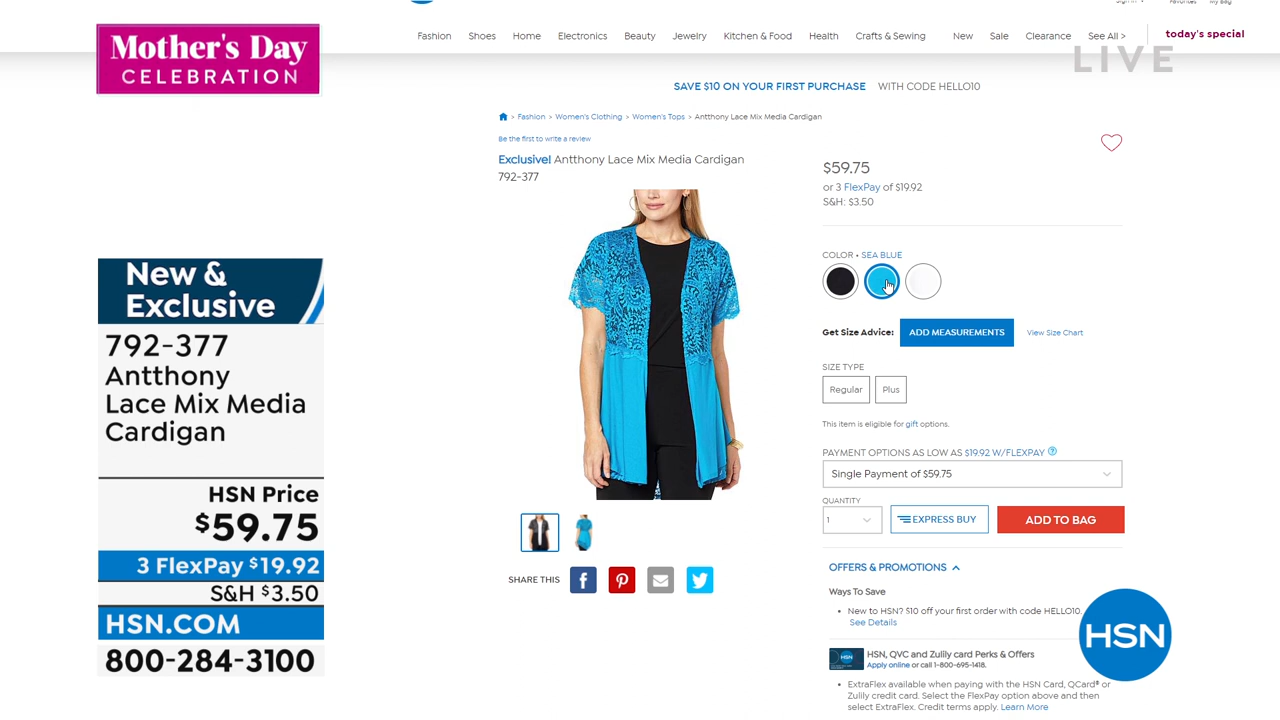 Sign In
Favorites
My Bag
Mother's Day
CELEBRATION
Fashion Shoes Home Electronics Beauty Jewelry Kitchen & Food Health Crafts & Sewing New Sale Clearance See All > today's special
LIVE
SAVE $10 ON YOUR FIRST PURCHASE WITH CODE HELLO10
> Fashion > Women's Clothing > Women's Tops > Antthony Lace Mix Media Cardigan
Be the first to write a review
Exclusive! Antthony Lace Mix Media Cardigan
792-377
$59.75
or 3 FlexPay of $19.92
S&H: $3.50
COLOR • SEA BLUE
Get Size Advice: ADD MEASUREMENTS View Size Chart
SIZE TYPE
Regular Plus
This item is eligible for gift options.
PAYMENT OPTIONS AS LOW AS $19.92 W/FLEXPAY ?
Single Payment of $59.75
QUANTITY
1 EXPRESS BUY ADD TO BAG
SHARE THIS
OFFERS & PROMOTIONS
Ways To Save
• New to HSN? $10 off your first order with code HELLO10.
See Details
HSN, QVC and Zulily card Perks & Offers
Apply online or call 1-800-695-1418.
• ExtraFlex available when paying with the HSN Card, QCard® or
Zulily credit card. Select the FlexPay option above and then
select ExtraFlex. Credit terms apply. Learn More
New &
Exclusive
792-377
Antthony
Lace Mix Media
Cardigan
HSN Price
$59.75
3 FlexPay $19.92
S&H $3.50
HSN.COM
800-284-3100
HSN